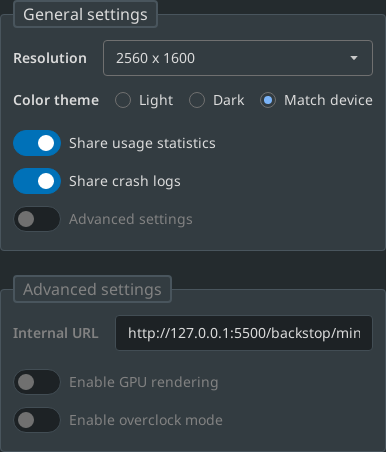 General settings
Resolution 2560 x 1600
Color theme Light Dark Match device
Share usage statistics
Share crash logs
Advanced settings
Advanced settings
Internal URL http://127.0.0.1:5500/backstop/min
Enable GPU rendering
Enable overclock mode